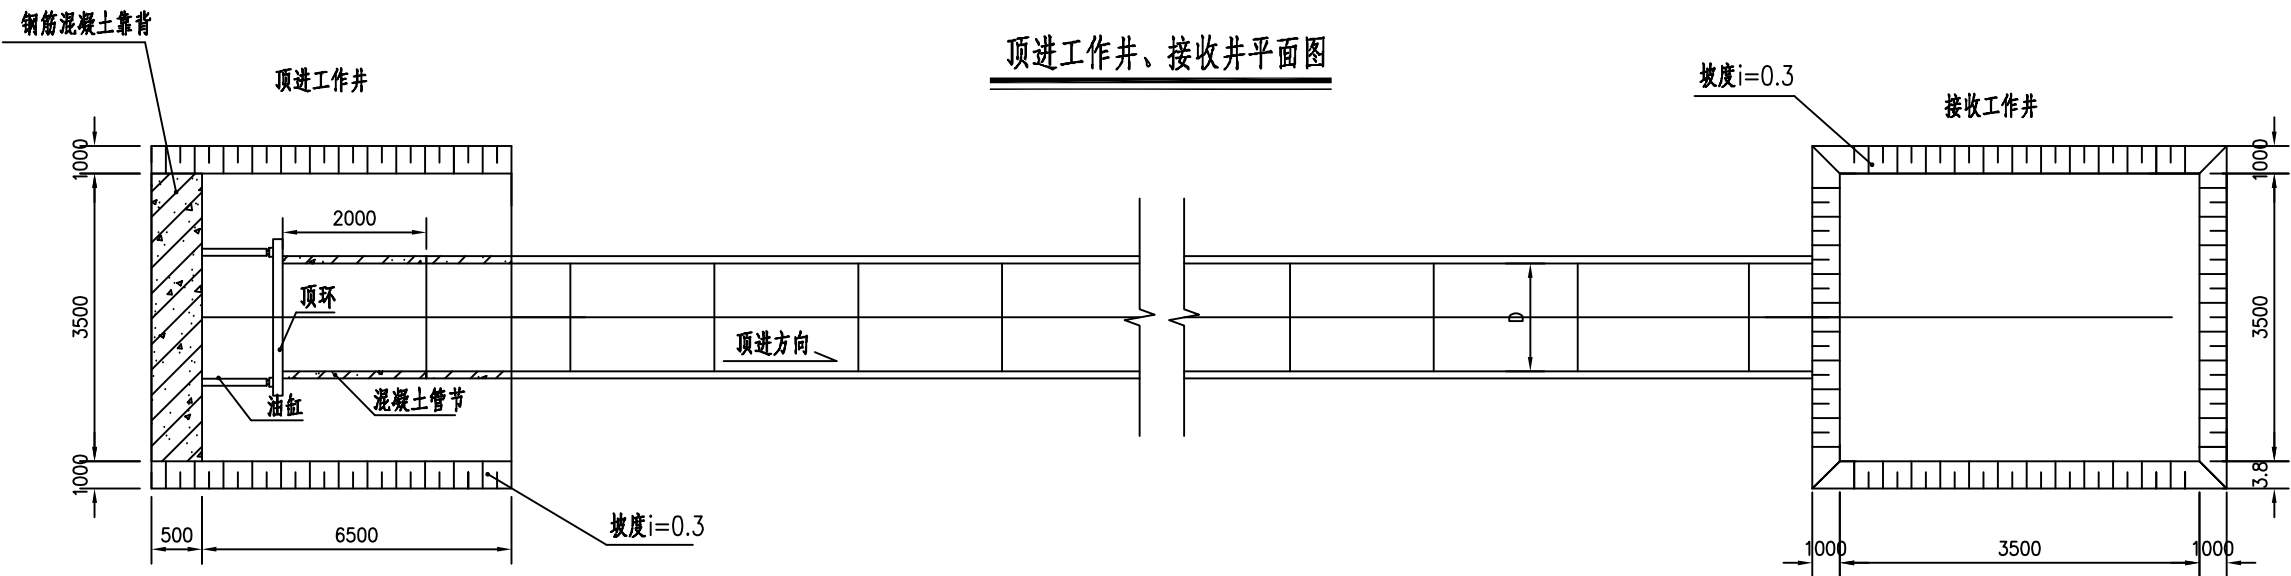 钢筋混凝土靠背
顶进工作井、接收井平面图
顶进工作井
坡度i=0.3
接收工作井
1000
1000
2000
顶环
3500
3500
D
顶进方向
油缸
混凝土管节
1000
3.8
坡度i=0.3
500
6500
1000
3500
1000